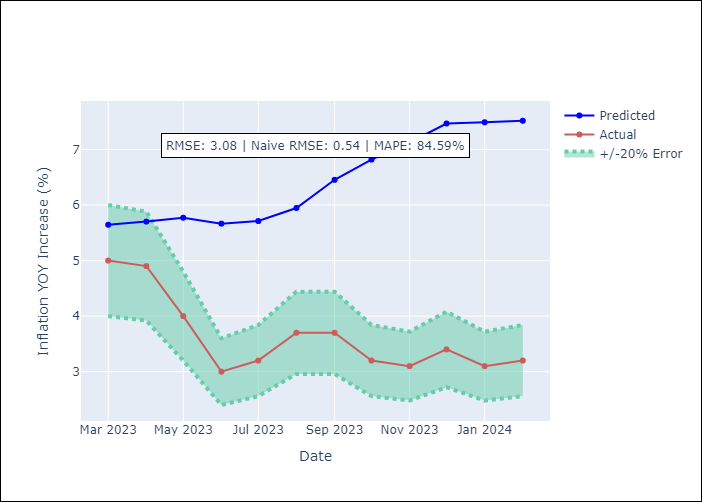 Predicted
Actual
+/-20% Error
RMSE: 3.08 | Naive RMSE: 0.54 | MAPE: 84.59%
Inflation YOY Increase (%)
7
6
5
4
3
Mar 2023 May 2023 Jul 2023 Sep 2023 Nov 2023 Jan 2024
Date